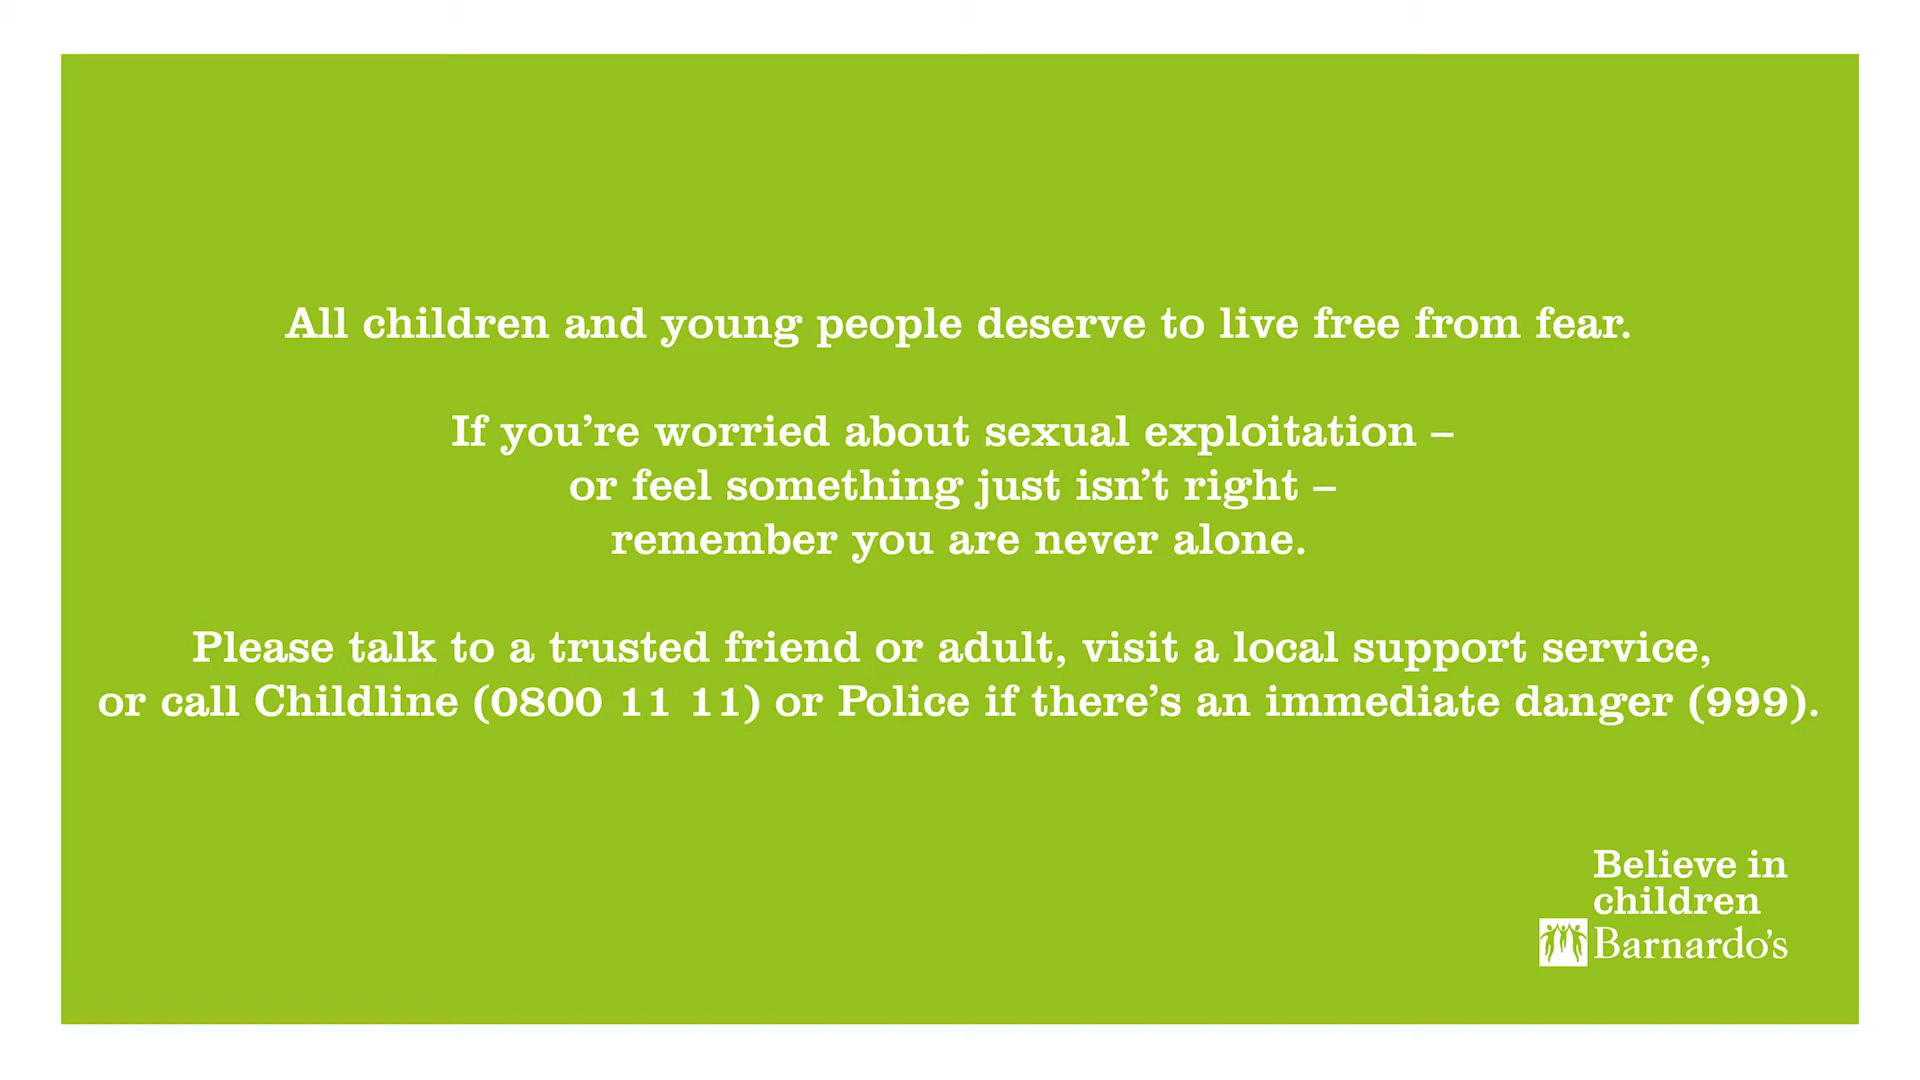 All children and young people deserve to live free from fear.
If you’re worried about sexual exploitation –
or feel something just isn’t right –
remember you are never alone.
Please talk to a trusted friend or adult, visit a local support service,
or call Childline (0800 11 11) or Police if there’s an immediate danger (999).
Believe in
children
Barnardo’s